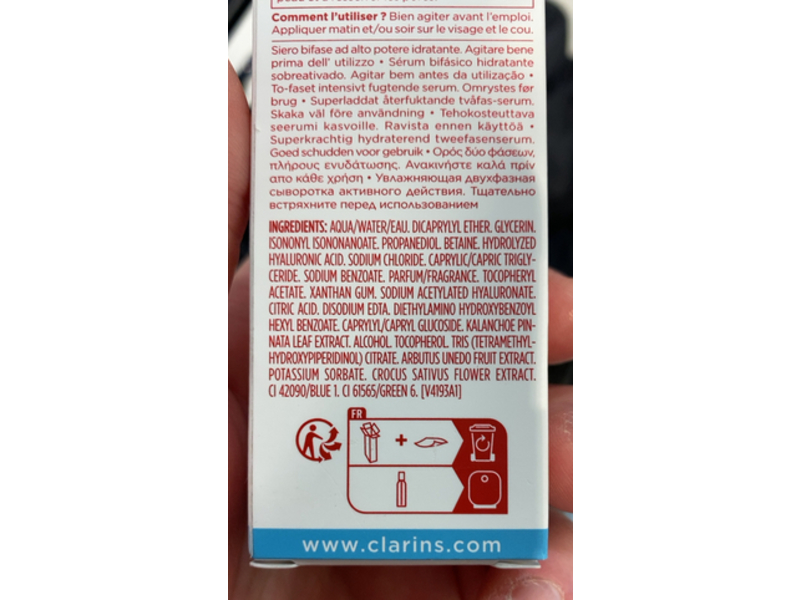 Comment l'utiliser ? Bien agiter avant l'emploi.
Appliquer matin et/ou soir sur le visage et le cou.
Siero bifase ad alto potere idratante. Agitare bene
prima dell' utilizzo • Sérum bifásico hidratante
sobreativado. Agitar bem antes da utilização •
To-faset intensivt fugtende serum. Omrystes før
brug • Superladdat återfuktande tvåfas-serum.
Skaka väl före användning • Tehokosteuttava
seerumi kasvoille. Ravista ennen käyttöä •
Superkrachtig hydraterend tweefasenserum.
Goed schudden voor gebruik • Ορός δύο φάσεων,
πλήρους ενυδάτωσης. Ανακινήστε καλά πρίν
απο κάθε χρήση • Увлажняющая двухфазная
сыворотка активного действия. Тщательно
встряхните перед использованием
INGREDIENTS: AQUA/WATER/EAU. DICAPRYLYL ETHER. GLYCERIN.
ISONONYL ISONONANOATE. PROPANEDIOL. BETAINE. HYDROLYZED
HYALURONIC ACID. SODIUM CHLORIDE. CAPRYLIC/CAPRIC TRIGLY-
CERIDE. SODIUM BENZOATE. PARFUM/FRAGRANCE. TOCOPHERYL
ACETATE. XANTHAN GUM. SODIUM ACETYLATED HYALURONATE.
CITRIC ACID. DISODIUM EDTA. DIETHYLAMINO HYDROXYBENZOYL
HEXYL BENZOATE. CAPRYLYL/CAPRYL GLUCOSIDE. KALANCHOE PIN-
NATA LEAF EXTRACT. ALCOHOL. TOCOPHEROL. TRIS (TETRAMETHYL-
HYDROXYPIPERIDINOL) CITRATE. ARBUTUS UNEDO FRUIT EXTRACT.
POTASSIUM SORBATE. CROCUS SATIVUS FLOWER EXTRACT.
CI 42090/BLUE 1. CI 61565/GREEN 6. [V4193A1]
FR
www.clarins.com